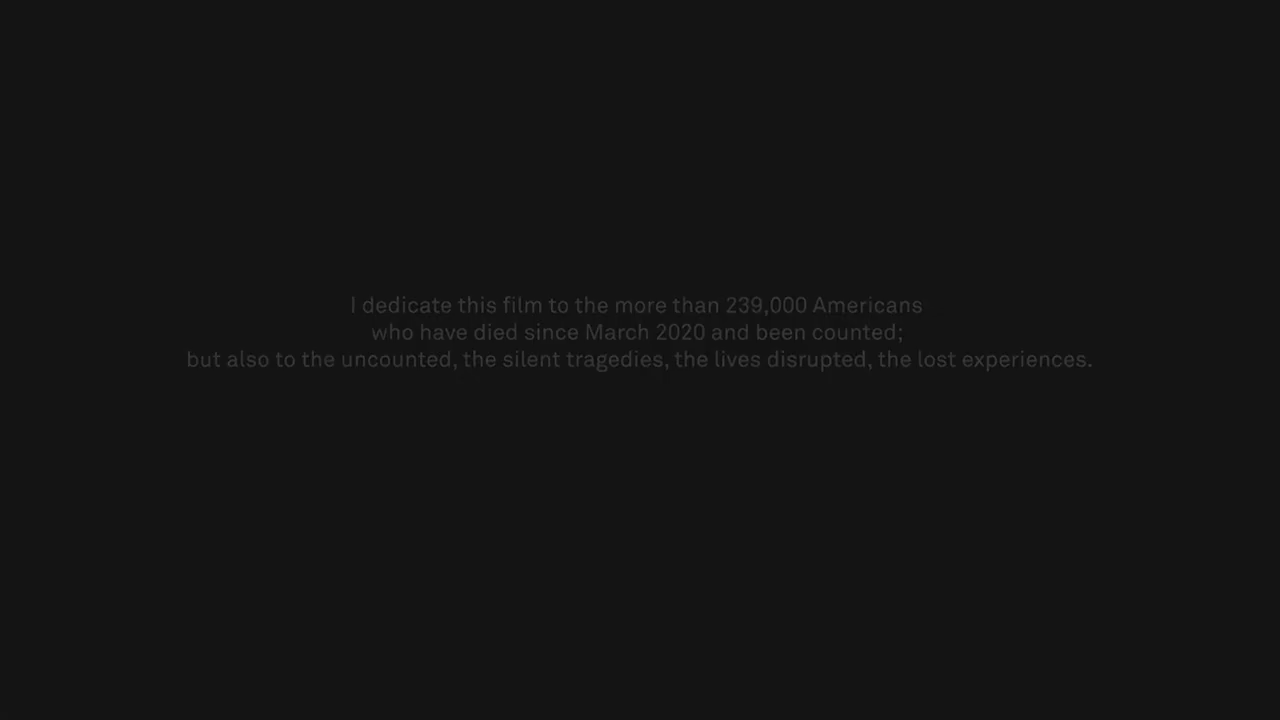 I dedicate this film to the more than 239,000 Americans
who have died since March 2020 and been counted;
but also to the uncounted, the silent tragedies, the lives disrupted, the lost experiences.